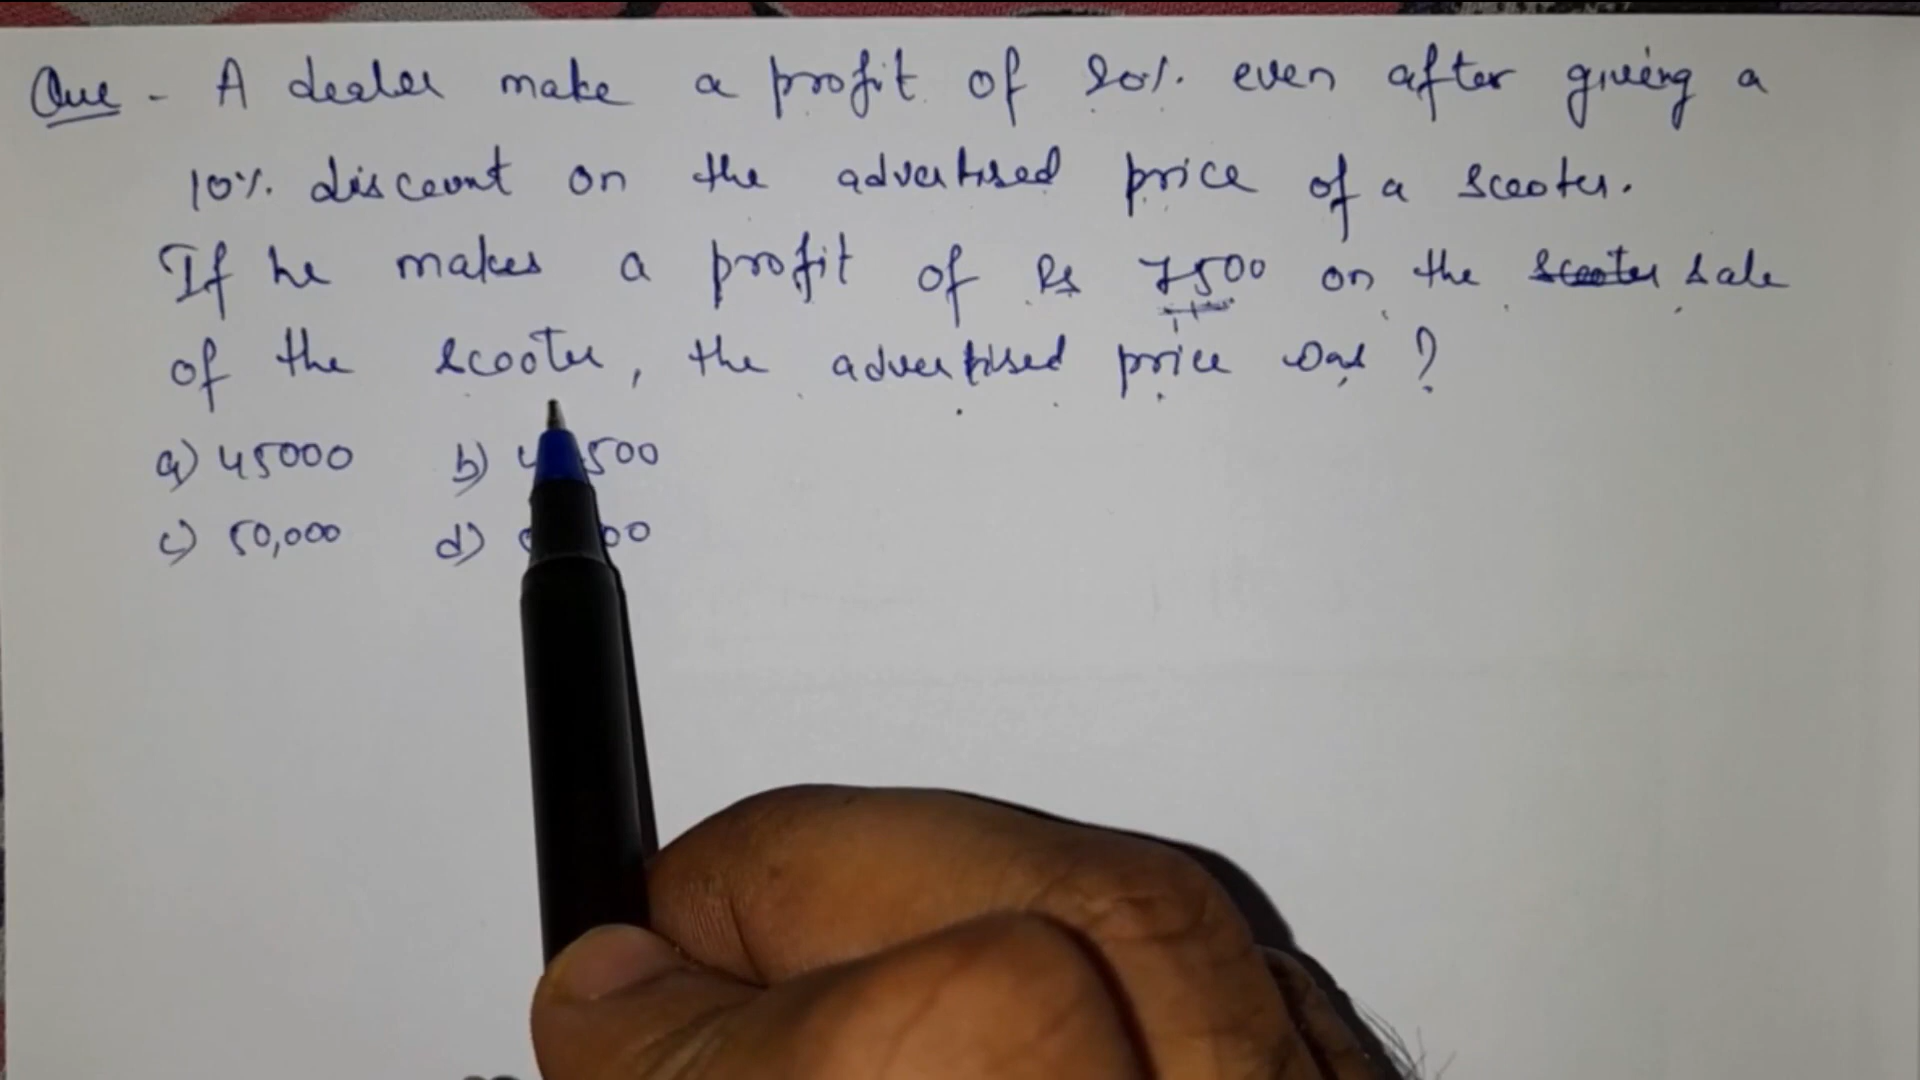 Que - A dealer make a profit of 20%. even after giving a
10%. discount on the advertised price of a scooter.
If he makes a profit of Rs 7500 on the scooter sale
of the scooter, the advertised price was ?
a) 45000 b)
c) 50,000 d)